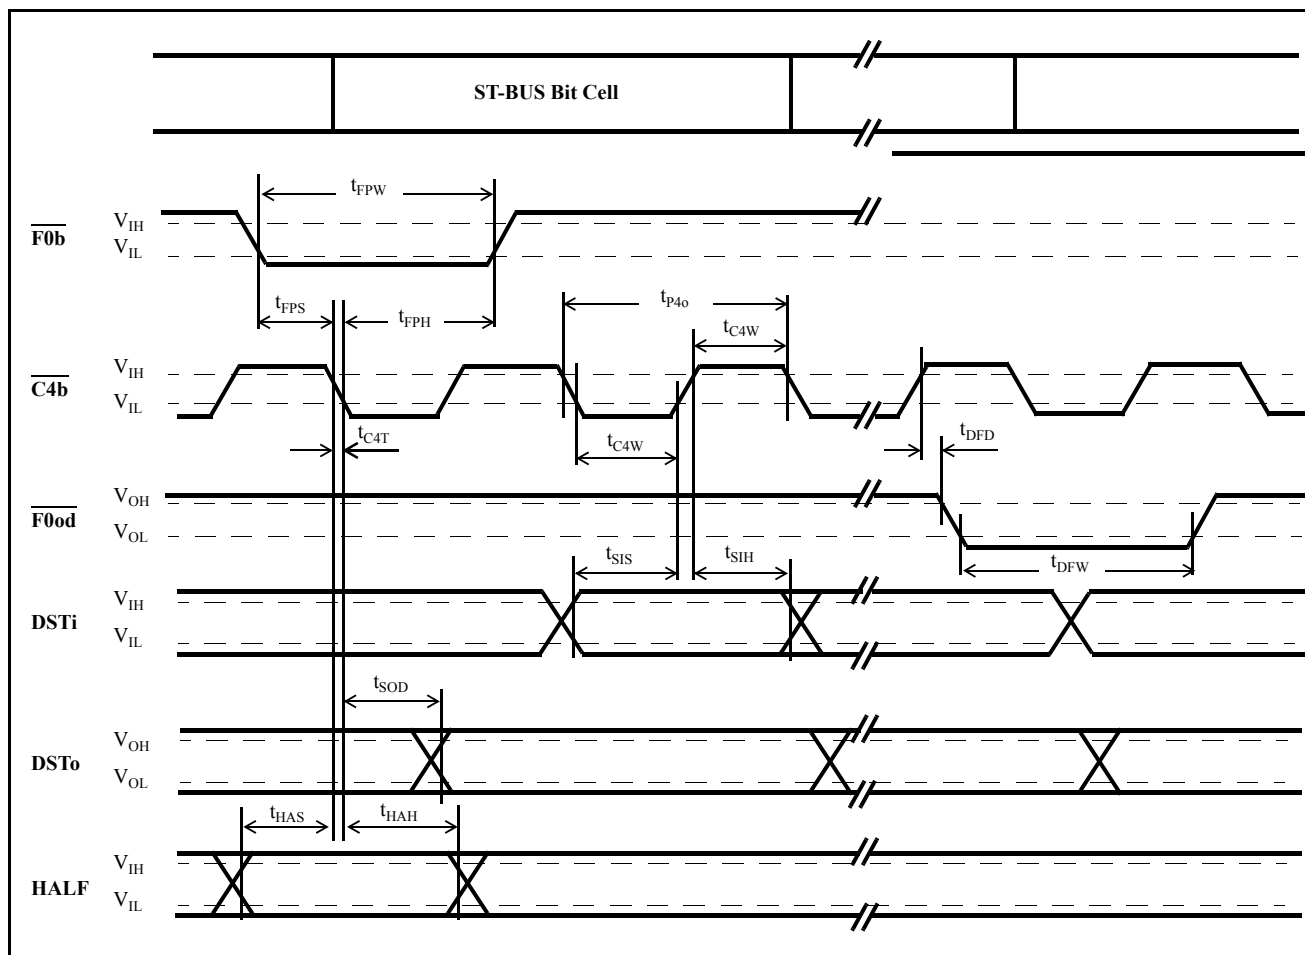 ST-BUS Bit Cell
tFPW
F0b
VIH
VIL
tFPS
tFPH
tP4o
tC4W
C4b
VIH
VIL
tC4T
tC4W
tDFD
F0od
VOH
VOL
tSIS
tSIH
tDFW
DSTi
VIH
VIL
tSOD
DSTo
VOH
VOL
tHAS
tHAH
HALF
VIH
VIL